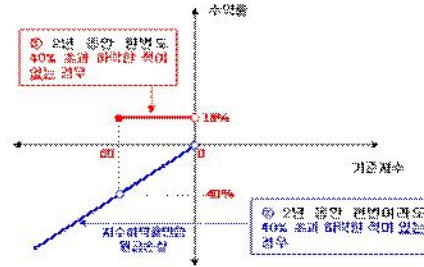 수익률
① 2년 동안 한번도
40% 초과 하락한 적이
없는 경우
18%
60
0
기준지수
40%
② 2년 동안 한번이라도
40% 초과 하락한 적이 있는
경우
지수하락률만큼
원금손실